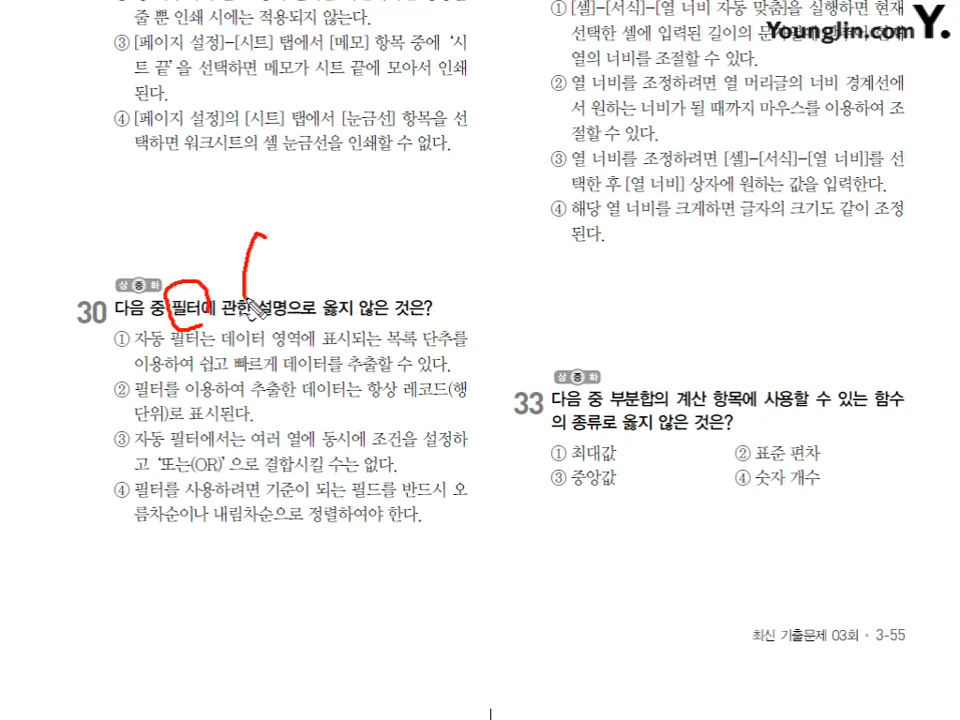 줄 뿐 인쇄 시에는 적용되지 않는다.
③ [페이지 설정]-[시트] 탭에서 [메모] 항목 중에 ‘시
트 끝’을 선택하면 메모가 시트 끝에 모아서 인쇄
된다.
④ [페이지 설정]의 [시트] 탭에서 [눈금선] 항목을 선
택하면 워크시트의 셀 눈금선을 인쇄할 수 없다.
상 중 하
30 다음 중 필터에 관한 설명으로 옳지 않은 것은?
① 자동 필터는 데이터 영역에 표시되는 목록 단추를
이용하여 쉽고 빠르게 데이터를 추출할 수 있다.
② 필터를 이용하여 추출한 데이터는 항상 레코드(행
단위)로 표시된다.
③ 자동 필터에서는 여러 열에 동시에 조건을 설정하
고 ‘또는(OR)’으로 결합시킬 수는 없다.
④ 필터를 사용하려면 기준이 되는 필드를 반드시 오
름차순이나 내림차순으로 정렬하여야 한다.
① [셀]-[서식]-[열 너비 자동 맞춤]을 실행하면 현재
선택한 셀에 입력된 길이의
열의 너비를 조절할 수 있다.
② 열 너비를 조정하려면 열 머리글의 너비 경계선에
서 원하는 너비가 될 때까지 마우스를 이용하여 조
절할 수 있다.
③ 열 너비를 조정하려면 [셀]-[서식]-[열 너비]를 선
택한 후 [열 너비] 상자에 원하는 값을 입력한다.
④ 해당 열 너비를 크게하면 글자의 크기도 같이 조정
된다.
상 중 하
33 다음 중 부분합의 계산 항목에 사용할 수 있는 함수
의 종류로 옳지 않은 것은?
① 최대값 ② 표준 편차
③ 중앙값 ④ 숫자 개수
최신 기출문제 03회 • 3-55
Younglin.com Y.